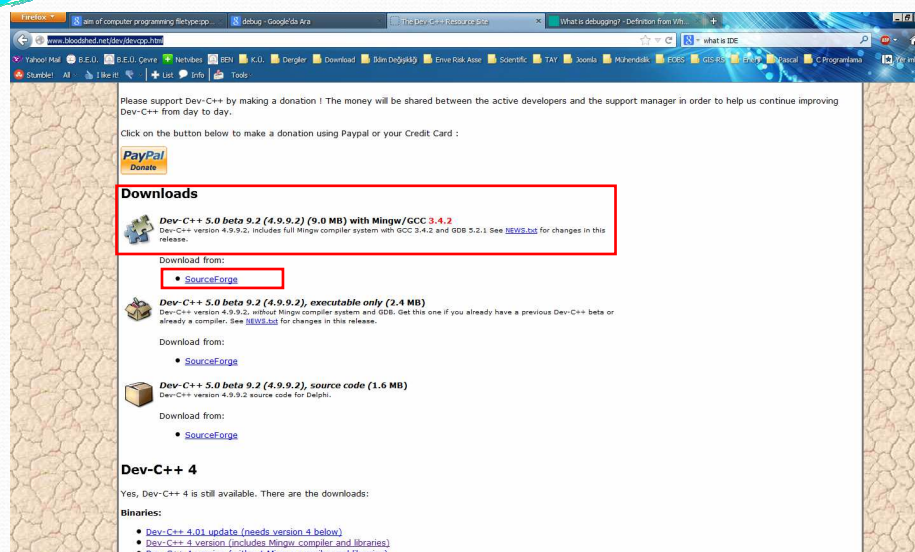 Firefox
aim of computer programming filetype:pp...
debug - Google'da Ara
The Dev-C++ Resource Site
What is debugging? - Definition from Wh...
www.bloodshed.net/dev/devcpp.html
what is IDE
Yahoo! Mail B.E.Ü. B.E.Ü. Çevre Netvibes BEN K.Ü. Dergiler Download İklim Değişikliği Enve Risk Asse Scientific TAY Joomla Mühendislik EOBS GIS-RS Enerji Pascal C Programlama
Stumble! All I like it! List Info Tools
Please support Dev-C++ by making a donation ! The money will be shared between the active developers and the support manager in order to help us continue improving
Dev-C++ from day to day.
Click on the button below to make a donation using Paypal or your Credit Card :
PayPal
Donate
Downloads
Dev-C++ 5.0 beta 9.2 (4.9.9.2) (9.0 MB) with Mingw/GCC 3.4.2
Dev-C++ version 4.9.9.2, includes full Mingw compiler system with GCC 3.4.2 and GDB 5.2.1 See NEWS.txt for changes in this
release.
Download from:
SourceForge
Dev-C++ 5.0 beta 9.2 (4.9.9.2), executable only (2.4 MB)
Dev-C++ version 4.9.9.2, without Mingw compiler system and GDB. Get this one if you already have a previous Dev-C++ beta or
already a compiler. See NEWS.txt for changes in this release.
Download from:
SourceForge
Dev-C++ 5.0 beta 9.2 (4.9.9.2), source code (1.6 MB)
Dev-C++ version 4.9.9.2 source code for Delphi.
Download from:
SourceForge
Dev-C++ 4
Yes, Dev-C++ 4 is still available. There are the downloads:
Binaries:
Dev-C++ 4.01 update (needs version 4 below)
Dev-C++ 4 version (includes Mingw compiler and libraries)